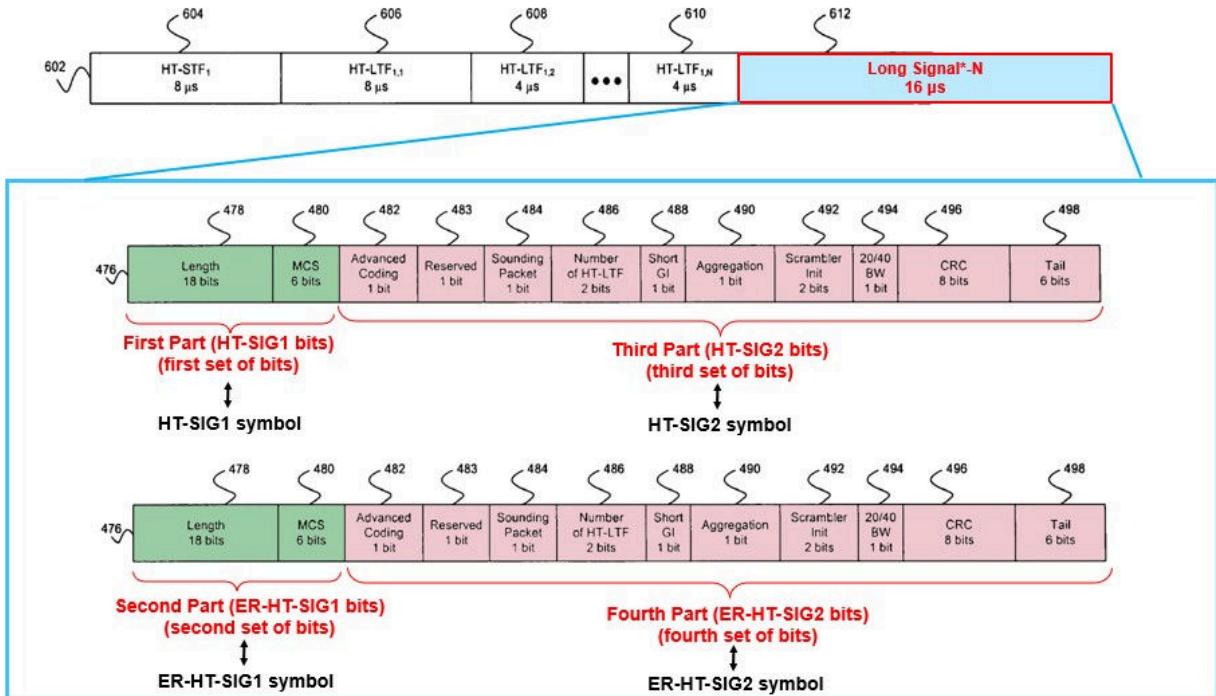 604 606 608 610 612
602
HT-STF1 HT-LTF1,1 HT-LTF1,2 ●●● HT-LTF1,N Long Signal*-N
8 µs 8 µs 4 µs 4 µs 16 µs
478 480 482 483 484 486 488 490 492 494 496 498
476
Length MCS Advanced Coding Reserved Sounding Packet Number of HT-LTF Short GI Aggregation Scrambler Init 20/40 BW CRC Tail
18 bits 6 bits 1 bit 1 bit 1 bit 2 bits 1 bit 1 bit 2 bits 1 bit 8 bits 6 bits
First Part (HT-SIG1 bits)
(first set of bits)
Third Part (HT-SIG2 bits)
(third set of bits)
HT-SIG1 symbol
HT-SIG2 symbol
478 480 482 483 484 486 488 490 492 494 496 498
476
Length MCS Advanced Coding Reserved Sounding Packet Number of HT-LTF Short GI Aggregation Scrambler Init 20/40 BW CRC Tail
18 bits 6 bits 1 bit 1 bit 1 bit 2 bits 1 bit 1 bit 2 bits 1 bit 8 bits 6 bits
Second Part (ER-HT-SIG1 bits)
(second set of bits)
Fourth Part (ER-HT-SIG2 bits)
(fourth set of bits)
ER-HT-SIG1 symbol
ER-HT-SIG2 symbol